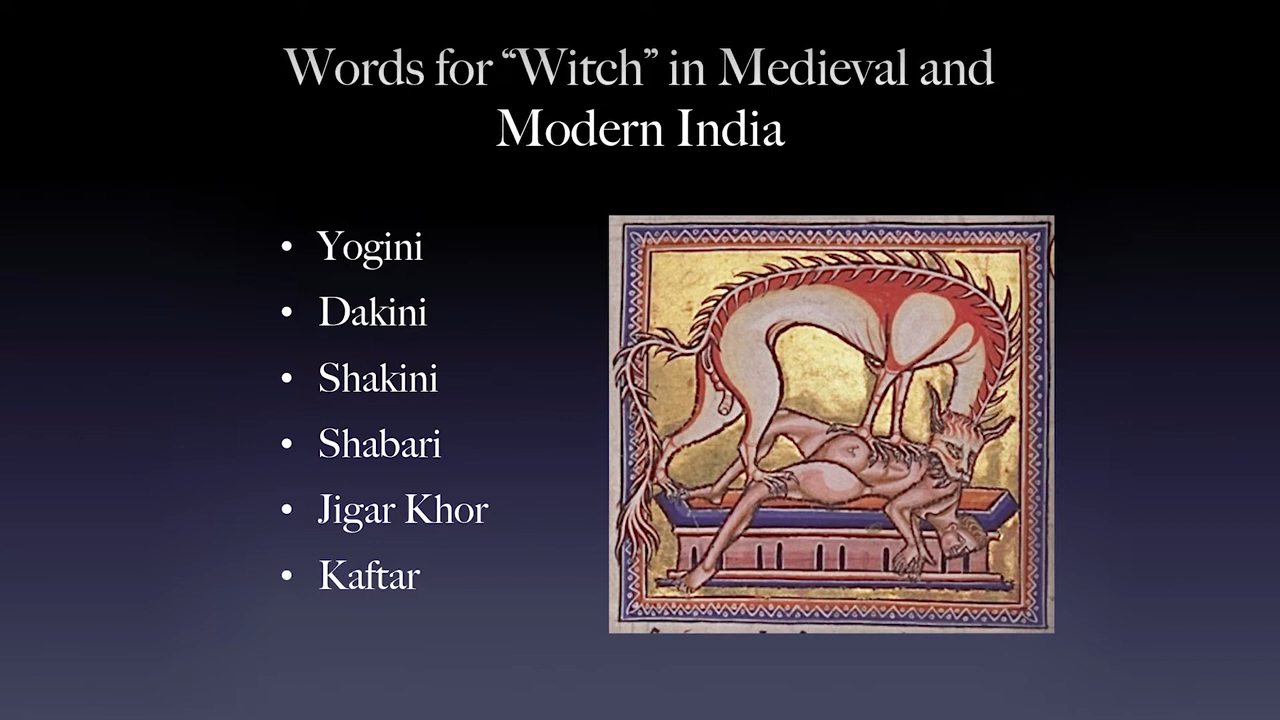 Words for “Witch” in Medieval and
Modern India
• Yogini
• Dakini
• Shakini
• Shabari
• Jigar Khor
• Kaftar